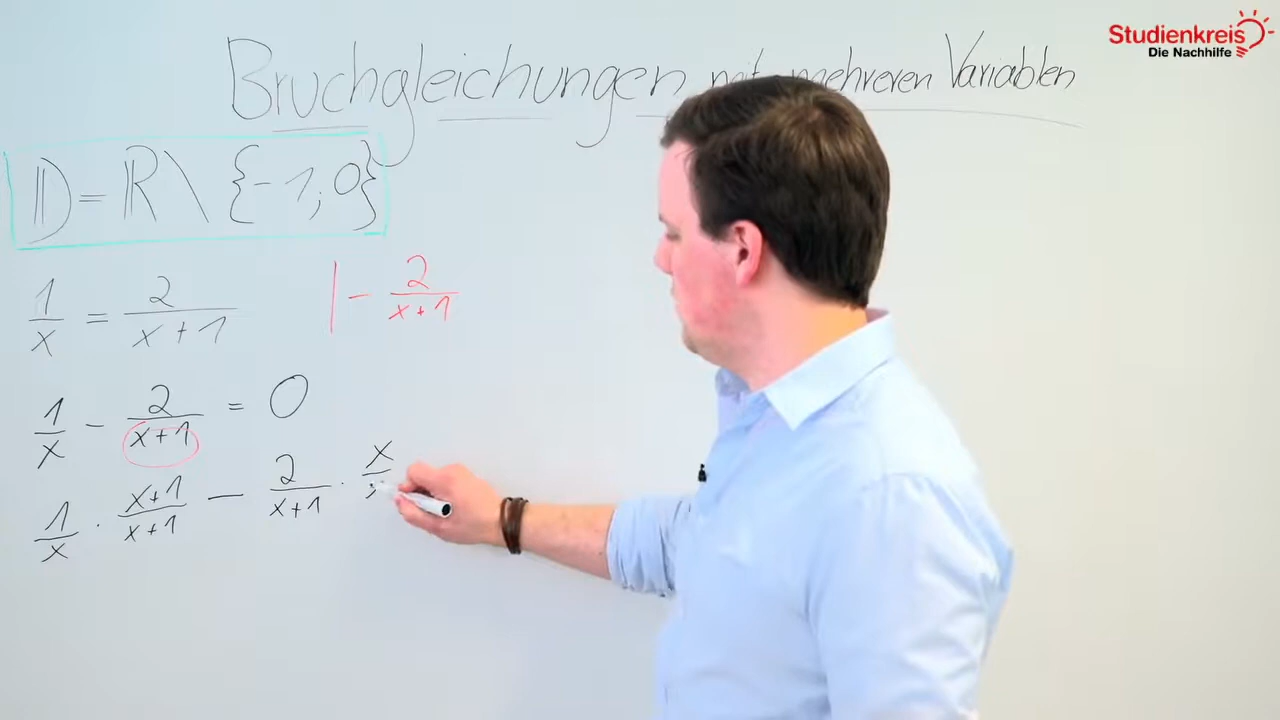 Studienkreis
Die Nachhilfe
Bruchgleichungen mit mehreren Variablen
D = R \ {-1; 0}
1/x = 2/(x+1) | - 2/(x+1)
1/x - 2/(x+1) = 0
1/x · (x+1)/(x+1) - 2/(x+1) · x/